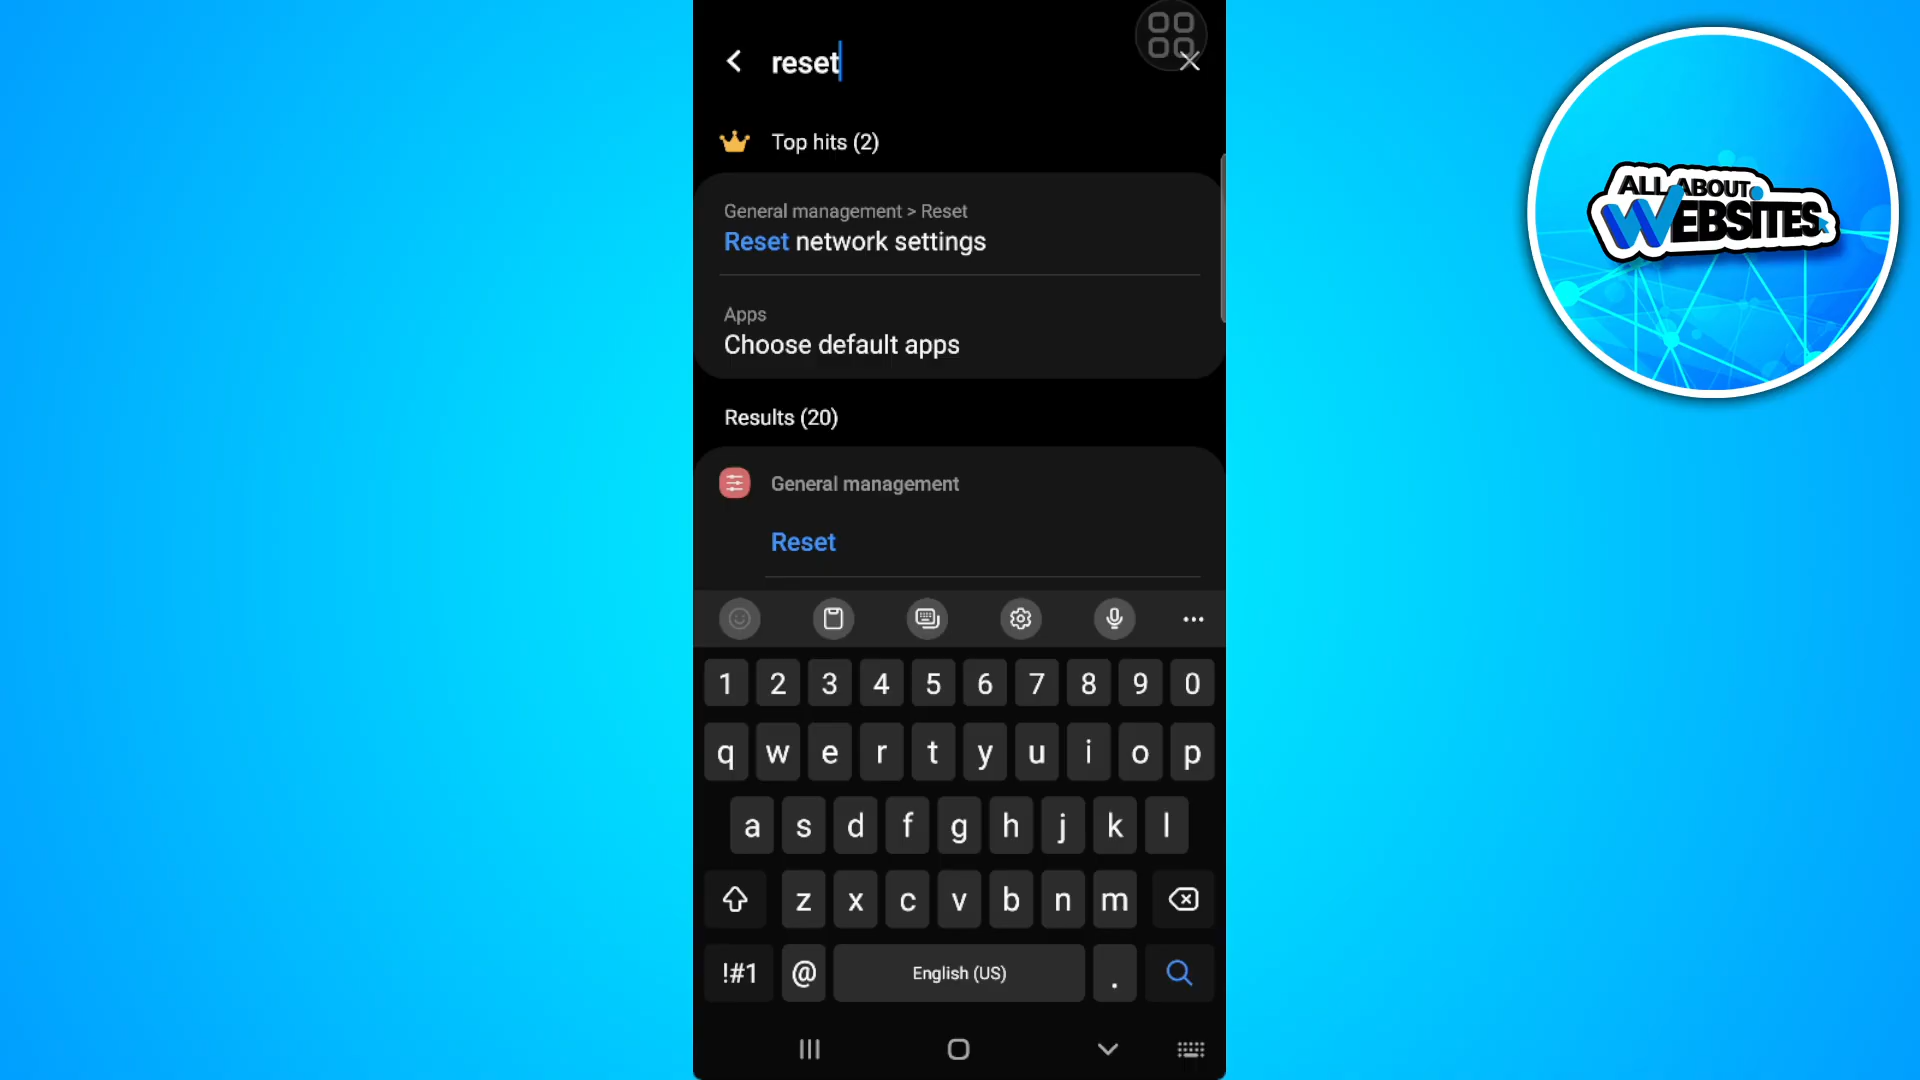 reset
Top hits (2)
General management > Reset
Reset network settings
Apps
Choose default apps
Results (20)
General management
Reset
1 2 3 4 5 6 7 8 9 0
q w e r t y u i o p
a s d f g h j k l
z x c v b n m
!#1 @ English (US) .
ALL ABOUT
WEBSITES